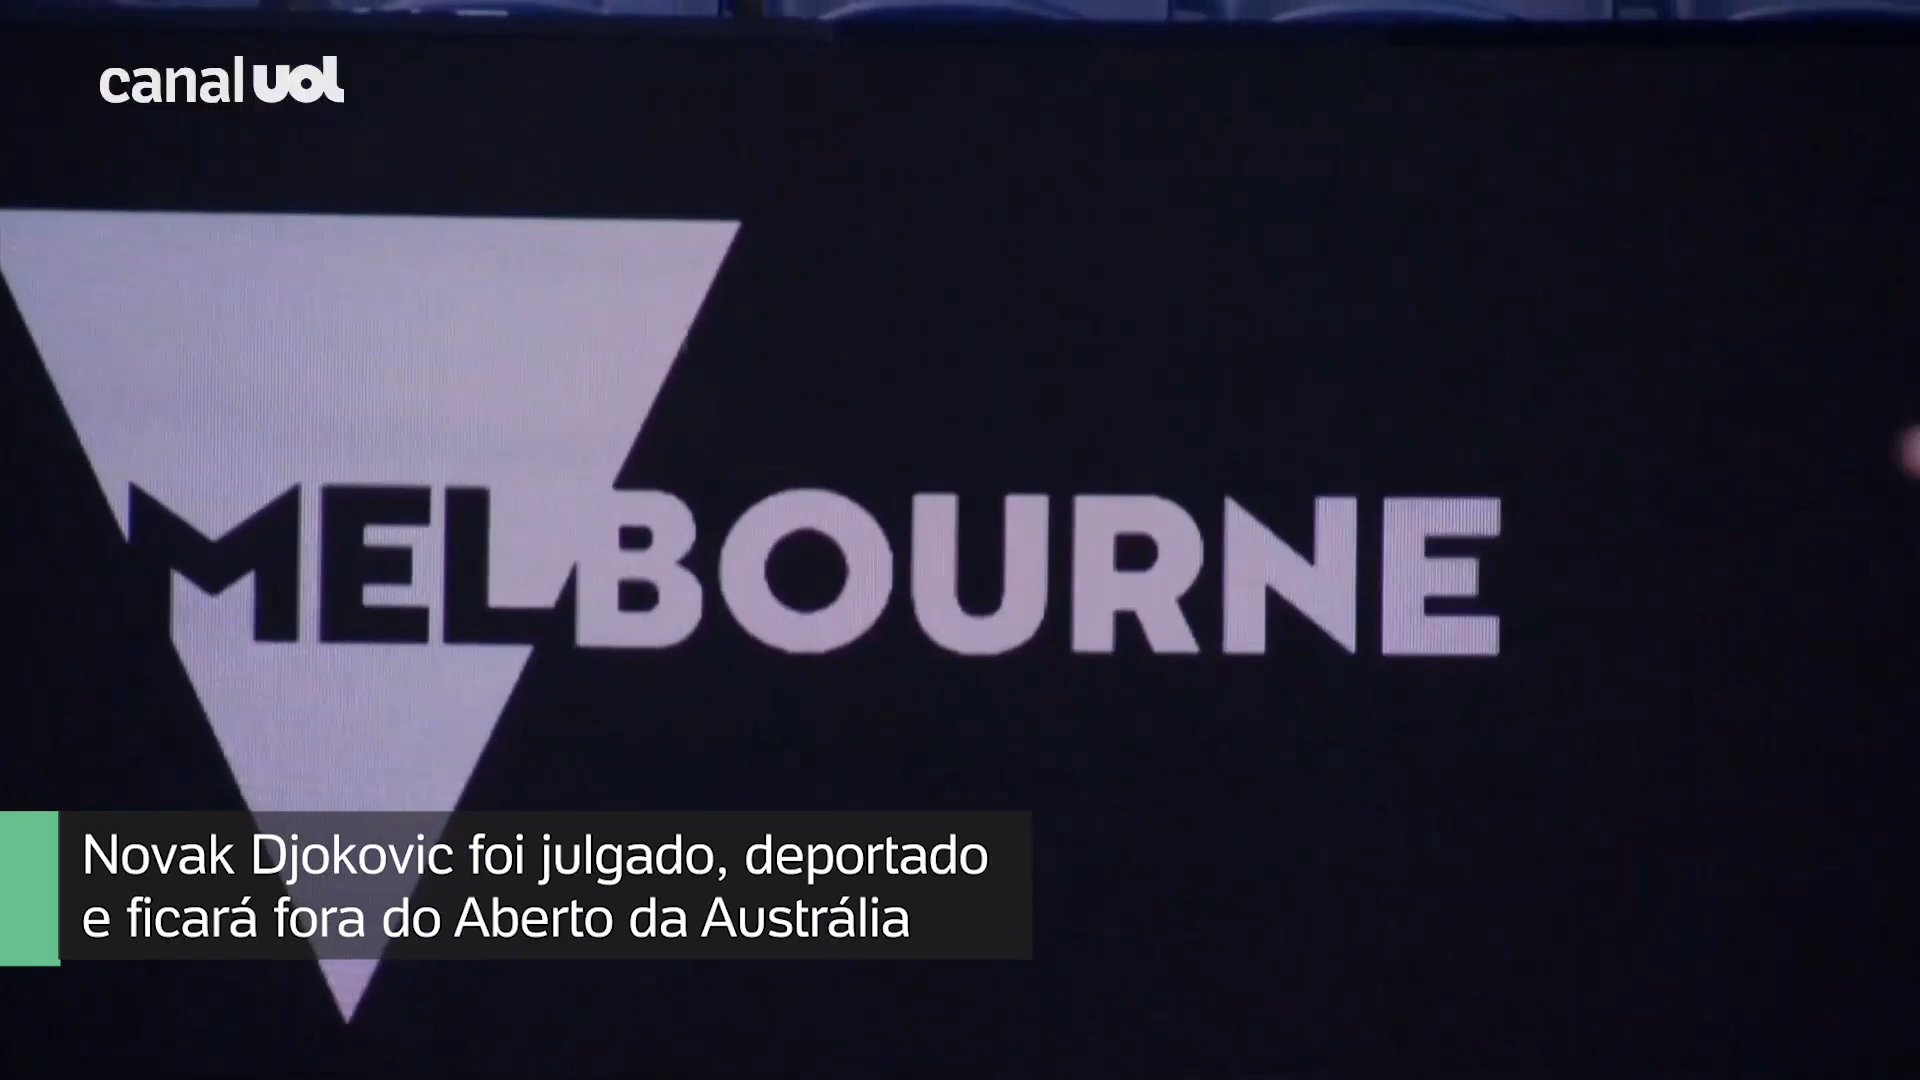 canal uol
MELBOURNE
Novak Djokovic foi julgado, deportado
e ficará fora do Aberto da Austrália